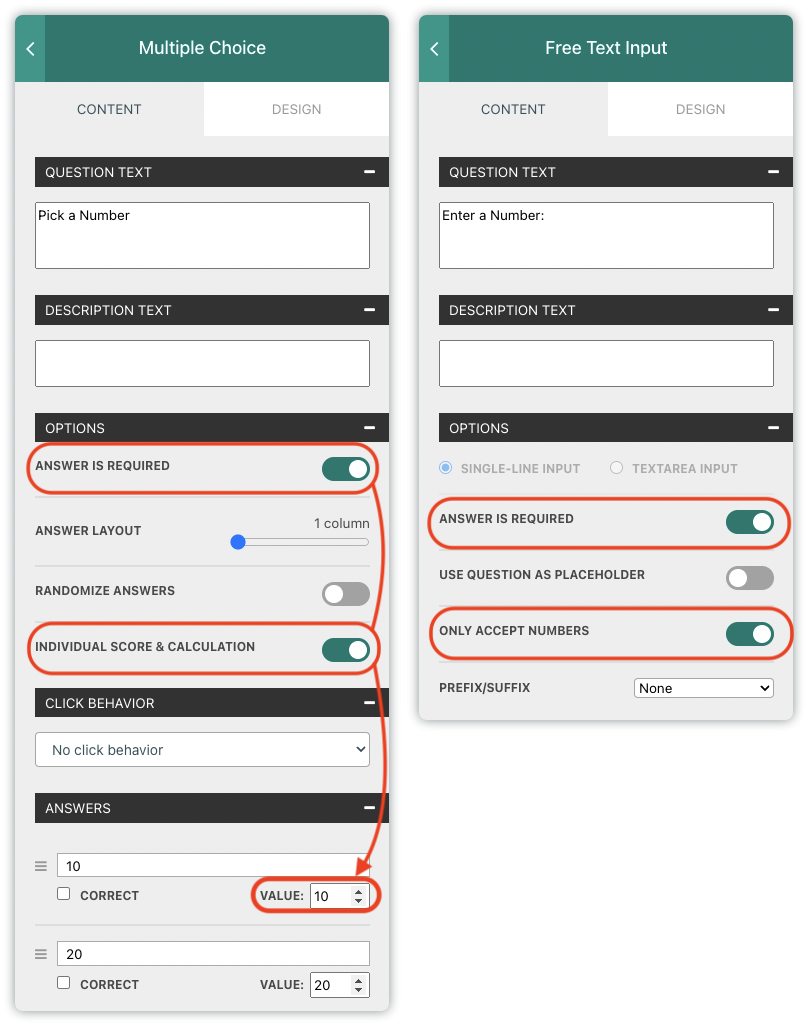 Multiple Choice
CONTENT
DESIGN
QUESTION TEXT
Pick a Number
DESCRIPTION TEXT
OPTIONS
ANSWER IS REQUIRED
ANSWER LAYOUT
1 column
RANDOMIZE ANSWERS
INDIVIDUAL SCORE & CALCULATION
CLICK BEHAVIOR
No click behavior
ANSWERS
10
CORRECT
VALUE: 10
20
CORRECT
VALUE: 20
Free Text Input
CONTENT
DESIGN
QUESTION TEXT
Enter a Number:
DESCRIPTION TEXT
OPTIONS
SINGLE-LINE INPUT
TEXTAREA INPUT
ANSWER IS REQUIRED
USE QUESTION AS PLACEHOLDER
ONLY ACCEPT NUMBERS
PREFIX/SUFFIX
None